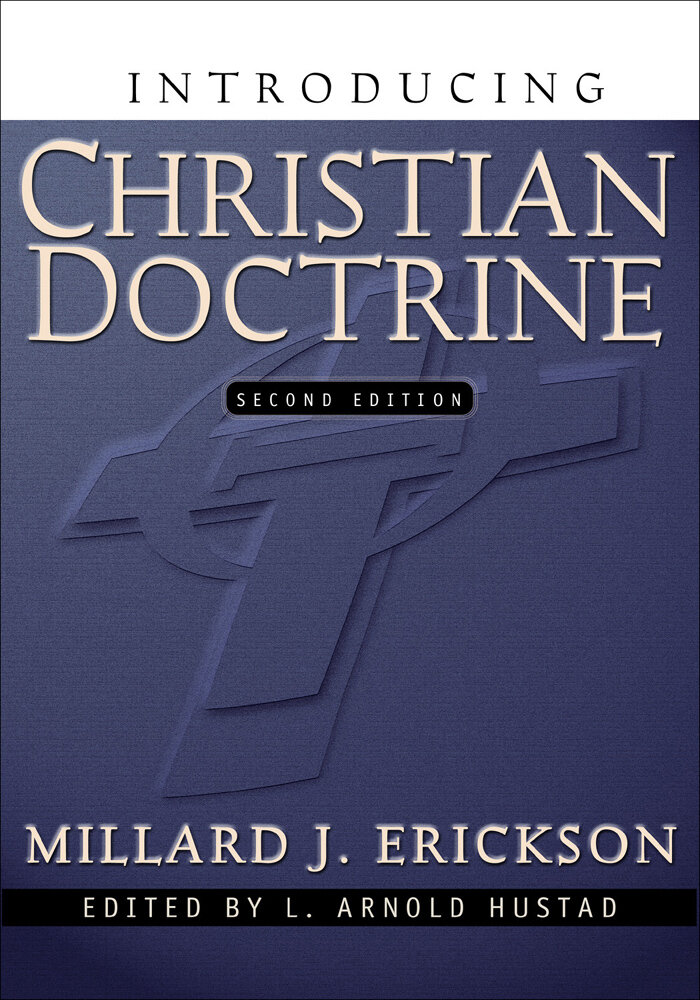 INTRODUCING
CHRISTIAN
DOCTRINE
SECOND EDITION
MILLARD J. ERICKSON
EDITED BY L. ARNOLD HUSTAD